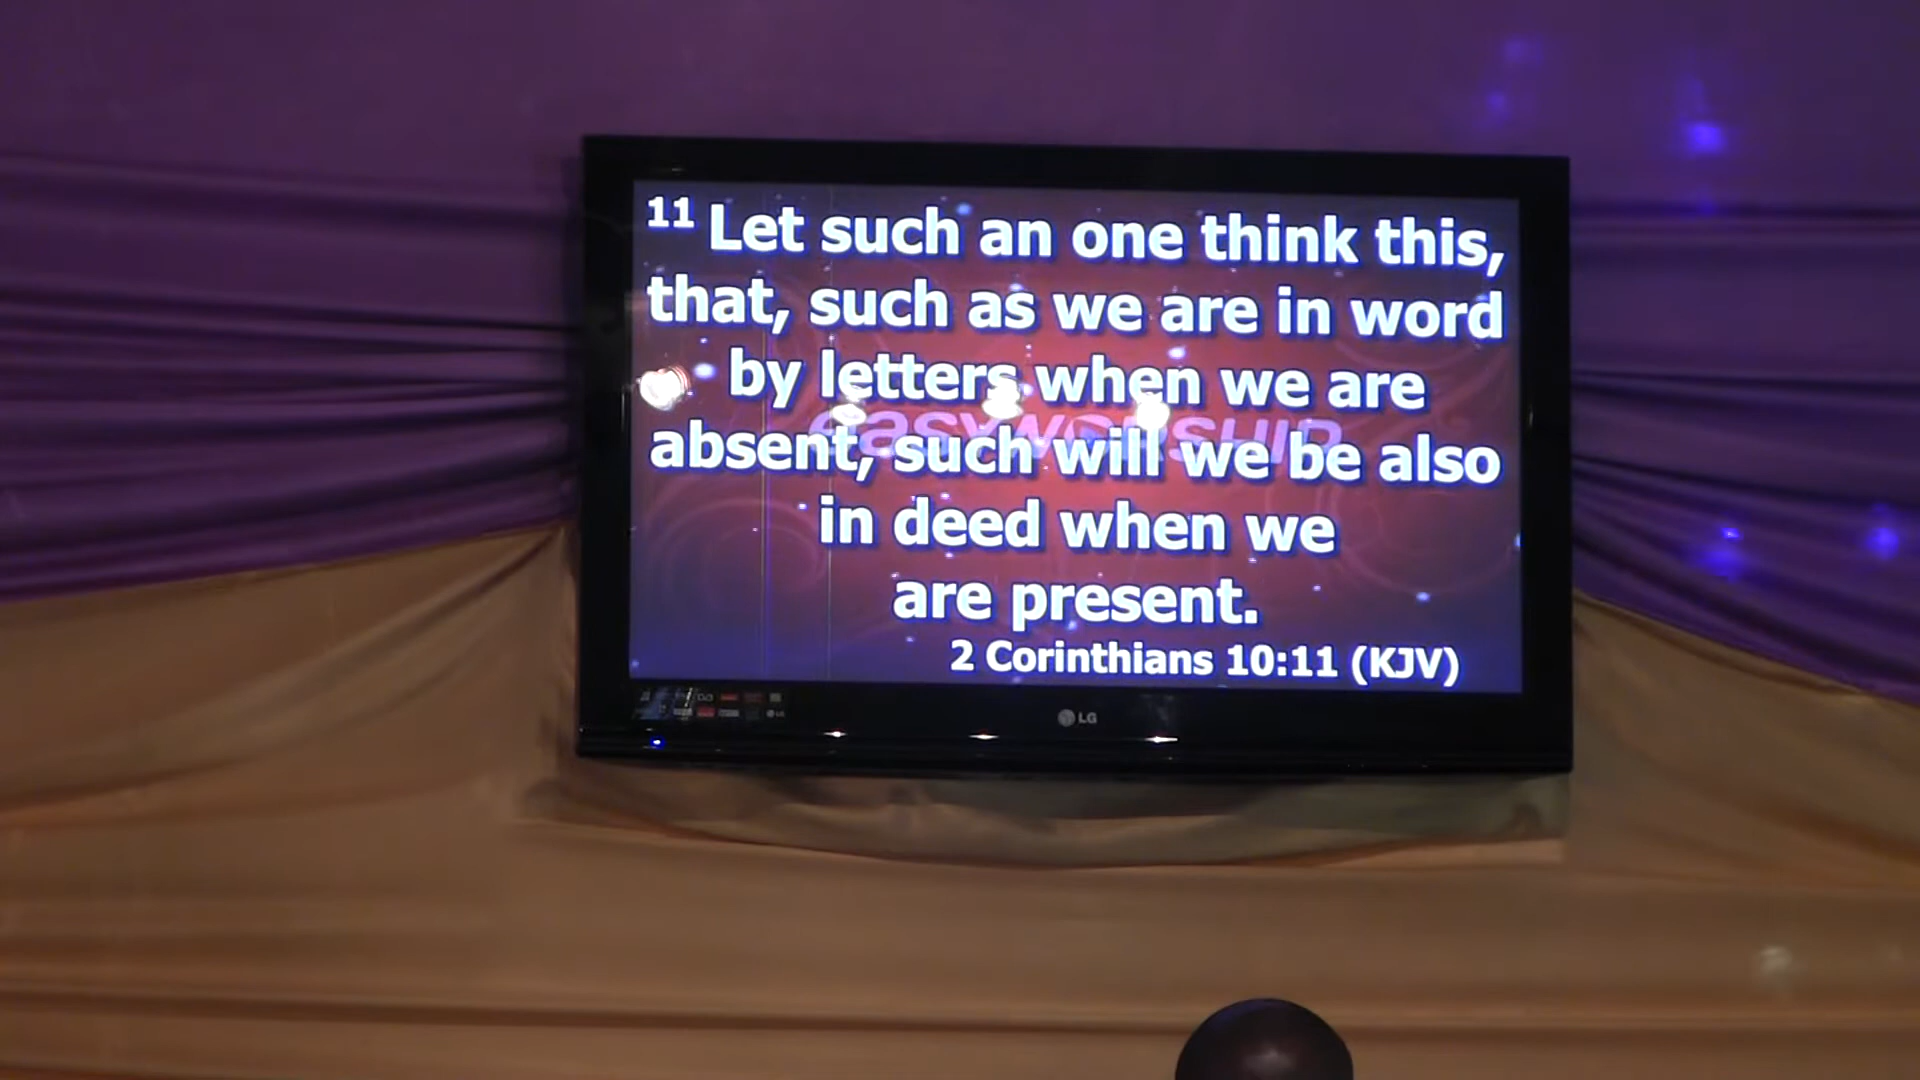 11 Let such an one think this,
that, such as we are in word
by letters when we are
easyworship
absent, such will we be also
in deed when we
are present.
2 Corinthians 10:11 (KJV)
LG